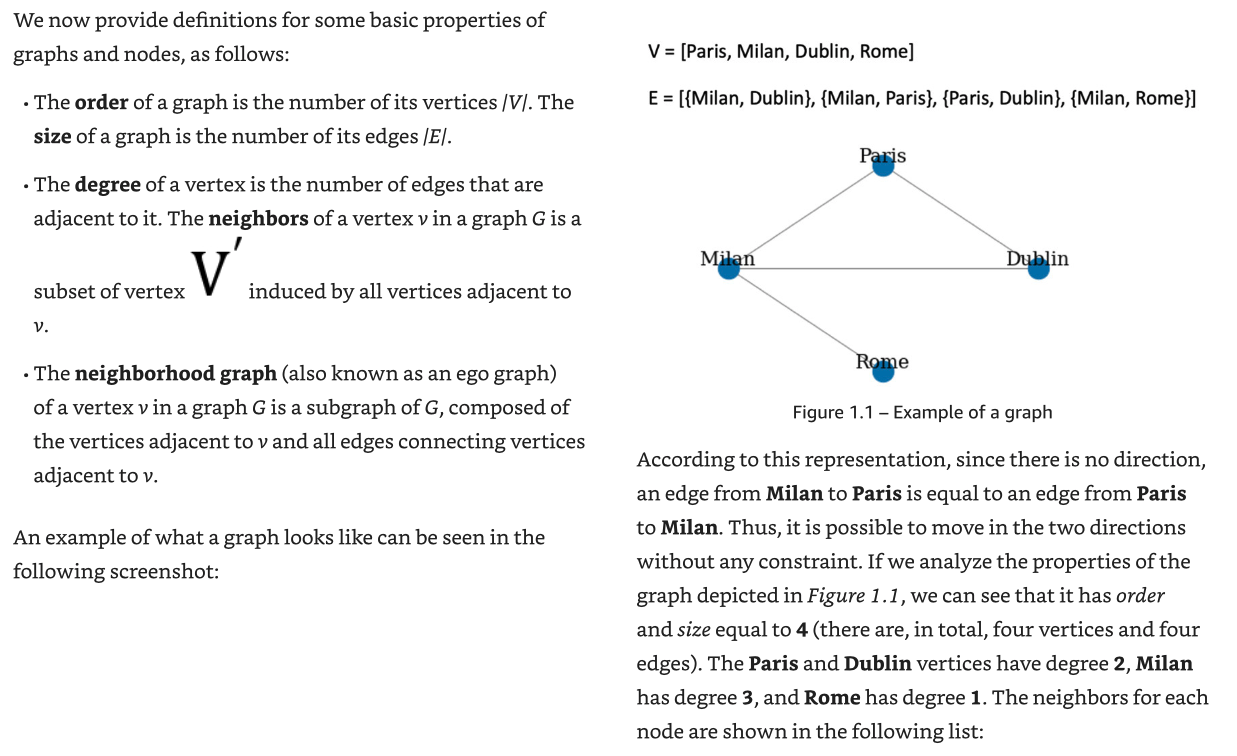 We now provide definitions for some basic properties of
graphs and nodes, as follows:
• The order of a graph is the number of its vertices |V|. The
size of a graph is the number of its edges |E|.
• The degree of a vertex is the number of edges that are
adjacent to it. The neighbors of a vertex v in a graph G is a
subset of vertex V′ induced by all vertices adjacent to
v.
• The neighborhood graph (also known as an ego graph)
of a vertex v in a graph G is a subgraph of G, composed of
the vertices adjacent to v and all edges connecting vertices
adjacent to v.
An example of what a graph looks like can be seen in the
following screenshot:
V = [Paris, Milan, Dublin, Rome]
E = [{Milan, Dublin}, {Milan, Paris}, {Paris, Dublin}, {Milan, Rome}]
Paris
Milan
Dublin
Rome
Figure 1.1 – Example of a graph
According to this representation, since there is no direction,
an edge from Milan to Paris is equal to an edge from Paris
to Milan. Thus, it is possible to move in the two directions
without any constraint. If we analyze the properties of the
graph depicted in Figure 1.1, we can see that it has order
and size equal to 4 (there are, in total, four vertices and four
edges). The Paris and Dublin vertices have degree 2, Milan
has degree 3, and Rome has degree 1. The neighbors for each
node are shown in the following list: